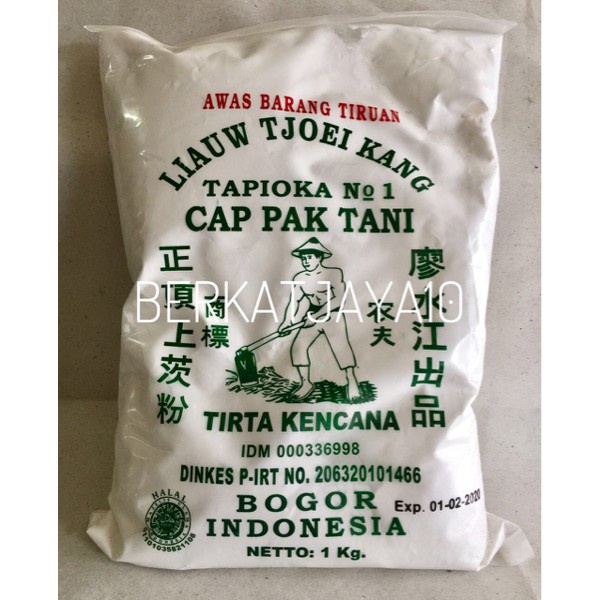 AWAS BARANG TIRUAN
LIAUW TJOEI KANG
TAPIOKA No 1
CAP PAK TANI
正頂上茨粉
商標
农夫
廖水江出品
BERKATJAYA10
TIRTA KENCANA
IDM 000336998
DINKES P-IRT NO. 206320101466
BOGOR
INDONESIA
NETTO: 1 Kg.
Exp. 01-02-2020
HALAL
01101035821108